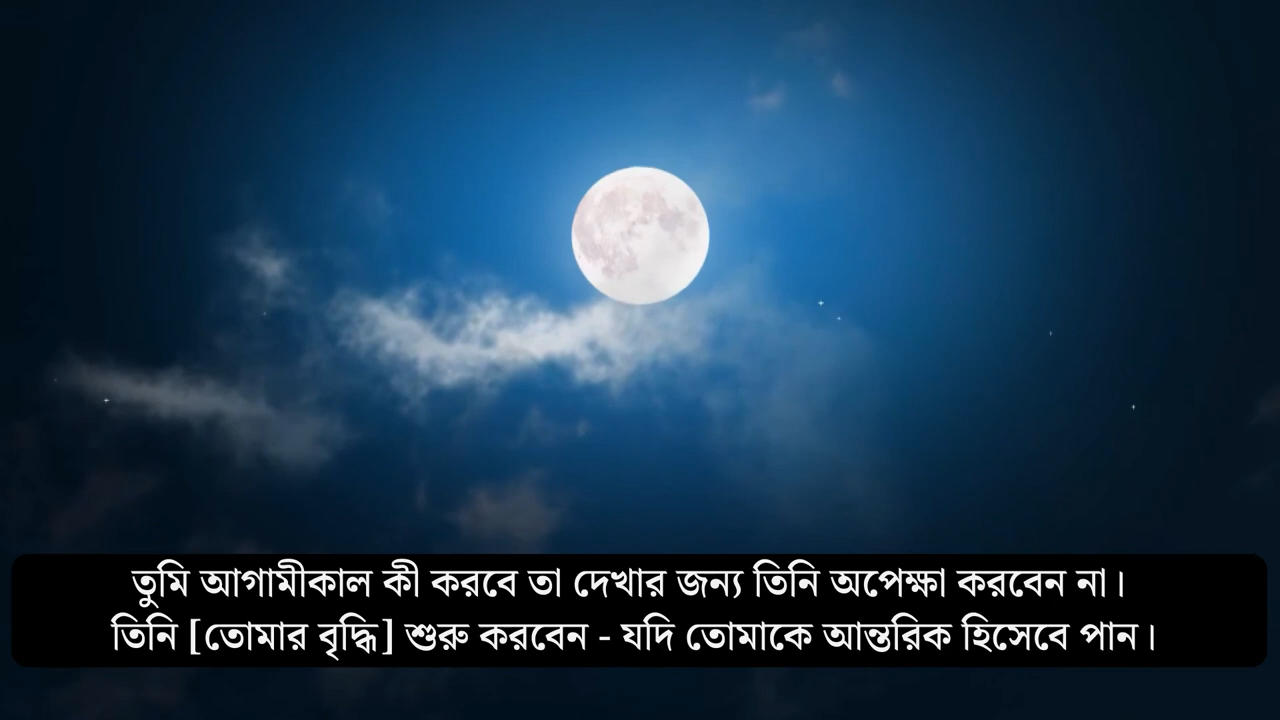 তুমি আগামীকাল কী করবে তা দেখার জন্য তিনি অপেক্ষা করবেন না।
তিনি [তোমার বৃদ্ধি] শুরু করবেন - যদি তোমাকে আন্তরিক হিসেবে পান।